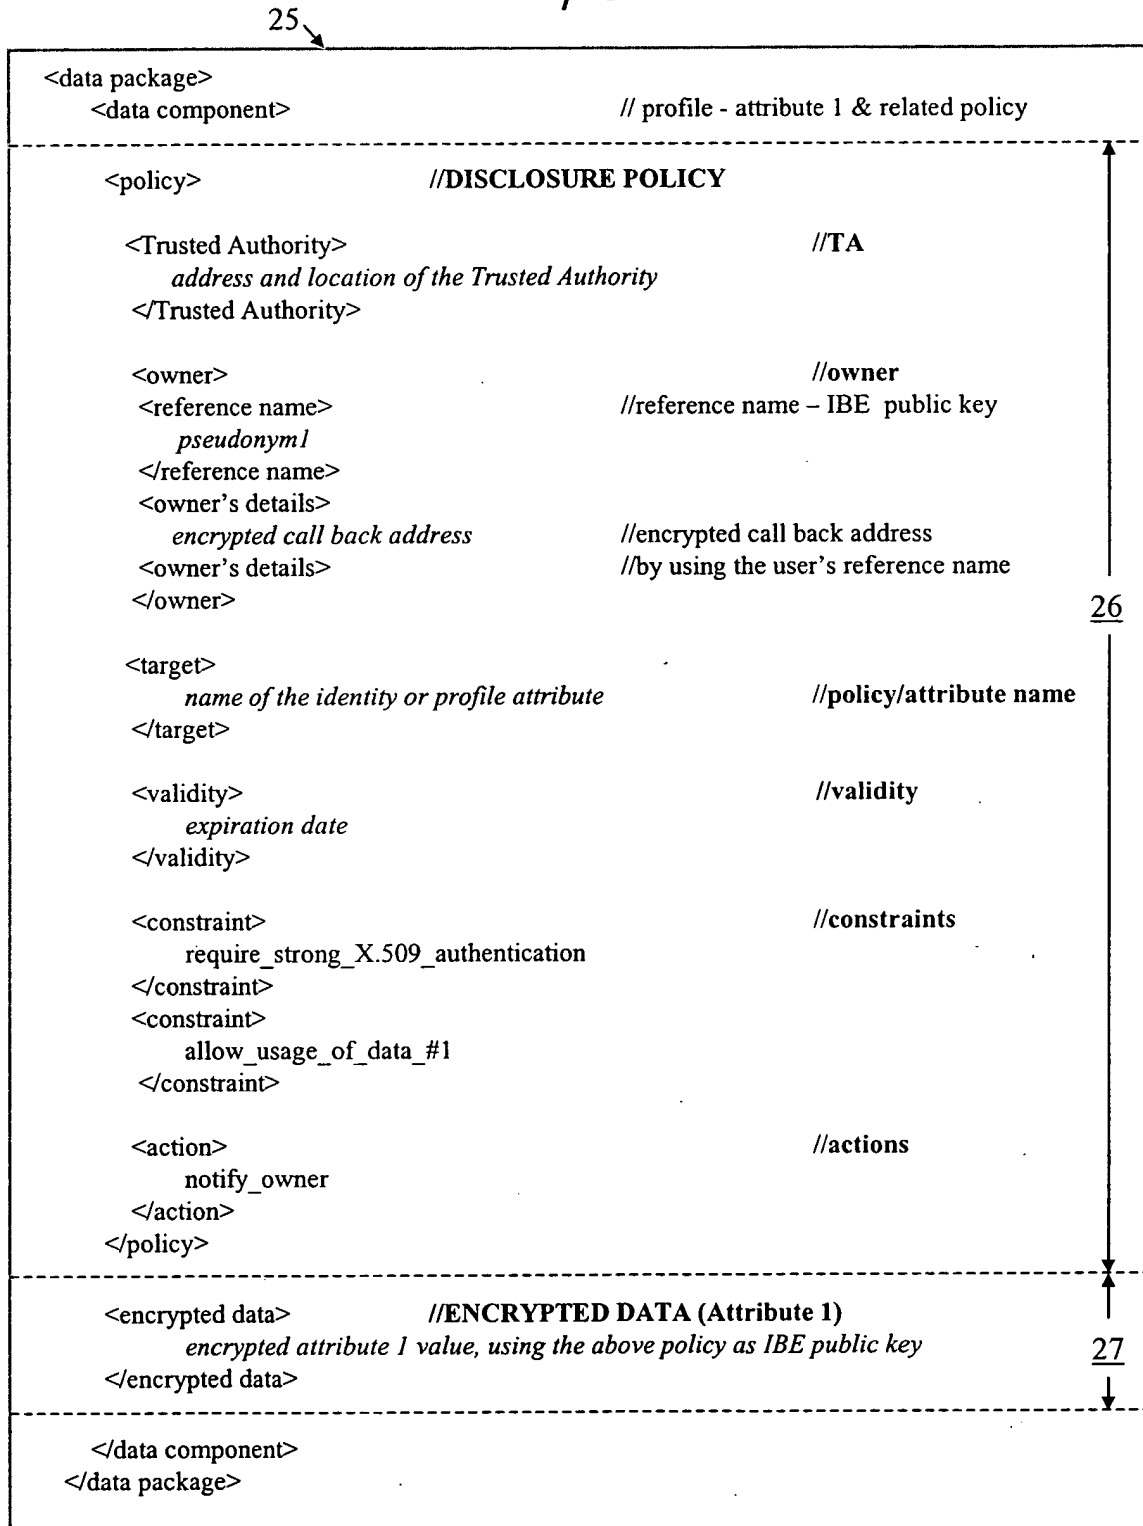 25
<data package>
<data component> // profile - attribute 1 & related policy
<policy> //DISCLOSURE POLICY
<Trusted Authority> //TA
address and location of the Trusted Authority
</Trusted Authority>
<owner> //owner
<reference name> //reference name – IBE public key
pseudonym1
</reference name>
<owner's details>
encrypted call back address //encrypted call back address
<owner's details> //by using the user's reference name
</owner>
26
<target>
name of the identity or profile attribute //policy/attribute name
</target>
<validity> //validity
expiration date
</validity>
<constraint> //constraints
require_strong_X.509_authentication
</constraint>
<constraint>
allow_usage_of_data_#1
</constraint>
<action> //actions
notify_owner
</action>
</policy>
<encrypted data> //ENCRYPTED DATA (Attribute 1)
encrypted attribute 1 value, using the above policy as IBE public key
27
</encrypted data>
</data component>
</data package>